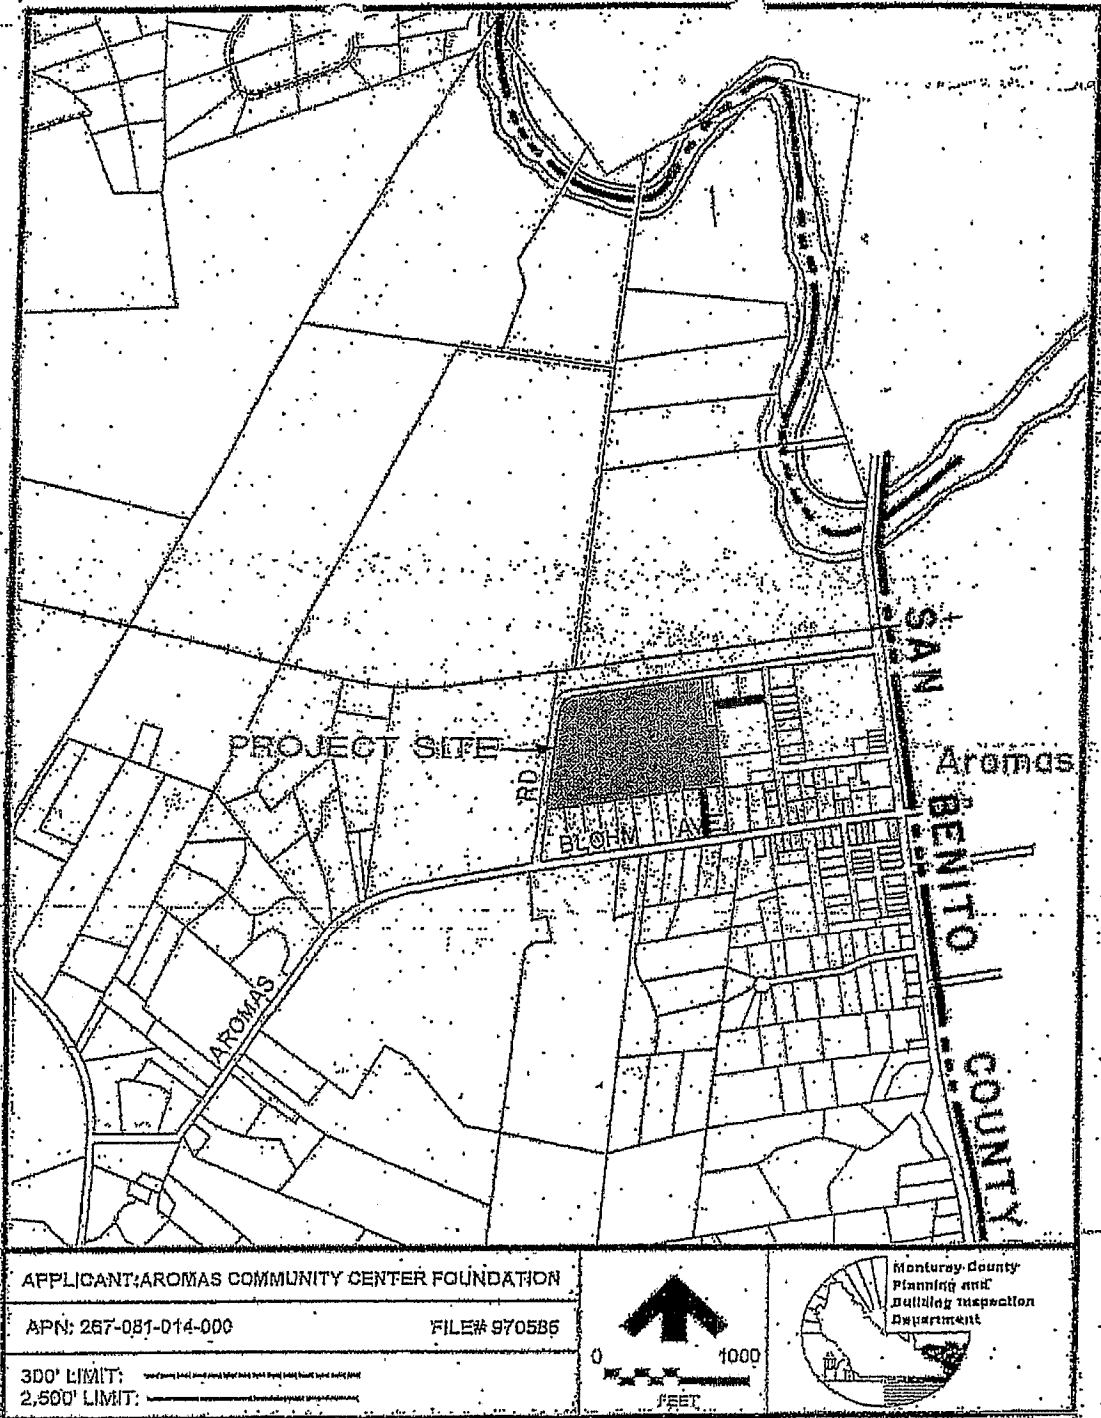 PROJECT SITE
RD
BLOHM AVE
AROMAS
Aromas
SAN BENITO COUNTY
APPLICANT: AROMAS COMMUNITY CENTER FOUNDATION
APN: 267-081-014-000 FILE# 970585
300' LIMIT:
2,500' LIMIT:
0 1000
FEET
Monterey County
Planning and
Building Inspection
Department